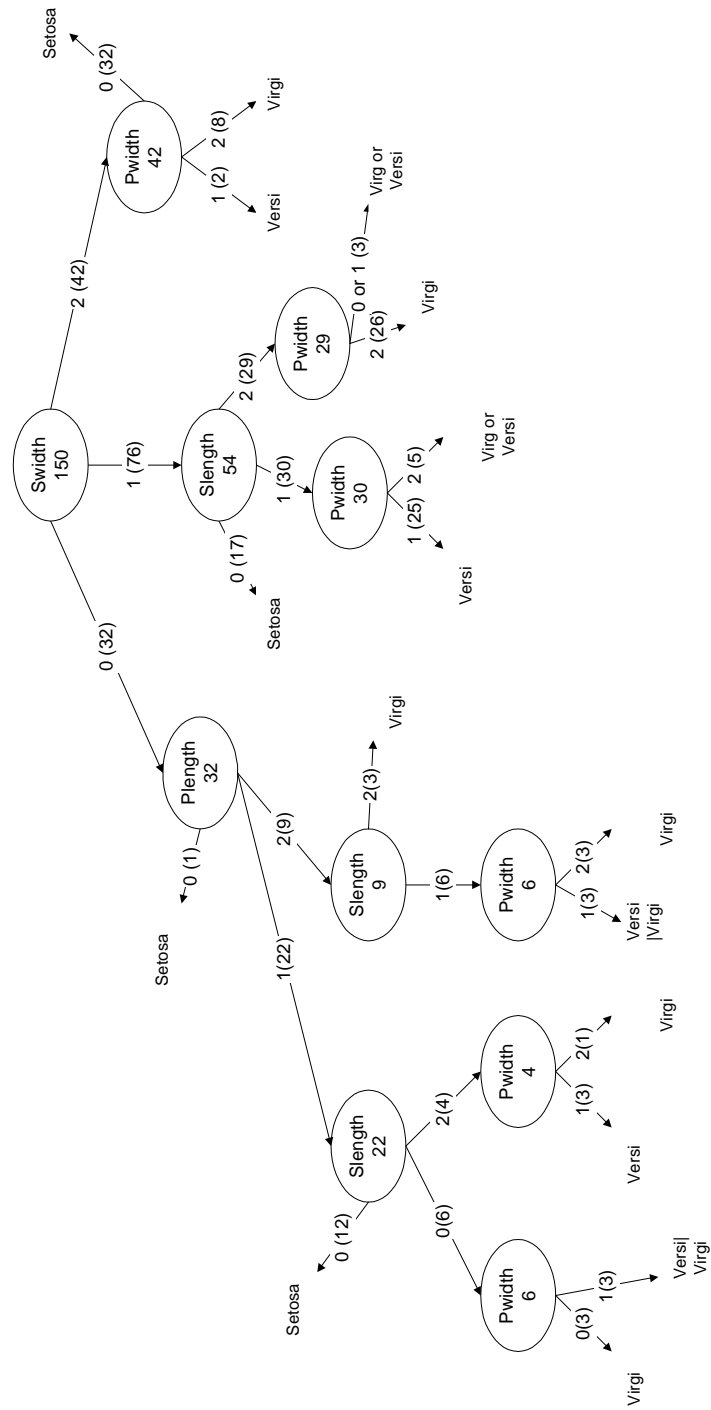 Swidth
150
0 (32)
1 (76)
2 (42)
Plength
32
Slength
54
Pwidth
42
0 (1)
Setosa
1(22)
2(9)
0 (17)
Setosa
1 (30)
2 (29)
0 (32)
Setosa
1 (2)
Versi
2 (8)
Virgi
Slength
22
Slength
9
Pwidth
30
Pwidth
29
0 (12)
Setosa
0(6)
2(4)
1(6)
2(3)
Virgi
1 (25)
Versi
2 (5)
Virg or
Versi
2 (26)
Virgi
0 or 1 (3)
Virg or
Versi
Pwidth
6
Pwidth
4
Pwidth
6
0(3)
Virgi
1(3)
Versi|
Virgi
1(3)
Versi
2(1)
Virgi
1(3)
Versi
|Virgi
2(3)
Virgi